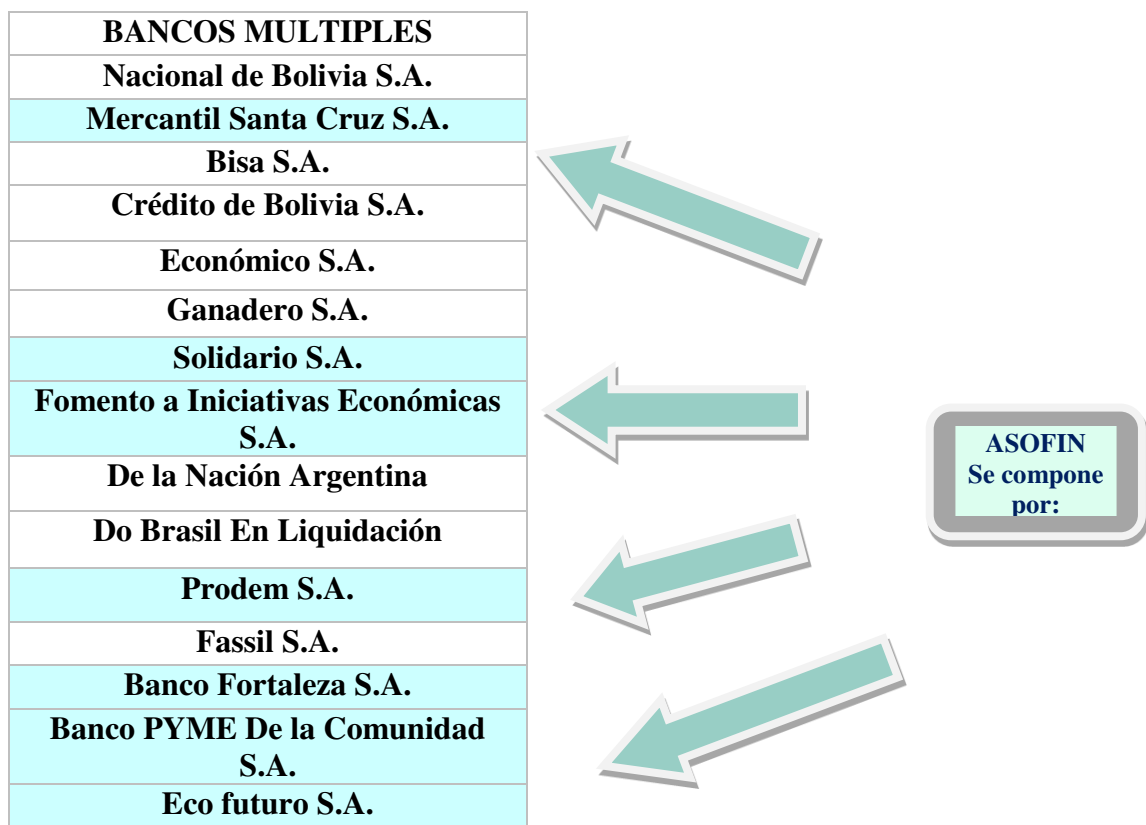 BANCOS MULTIPLES
Nacional de Bolivia S.A.
Mercantil Santa Cruz S.A.
Bisa S.A.
Crédito de Bolivia S.A.
Económico S.A.
Ganadero S.A.
Solidario S.A.
Fomento a Iniciativas Económicas
S.A.
De la Nación Argentina
Do Brasil En Liquidación
Prodem S.A.
Fassil S.A.
Banco Fortaleza S.A.
Banco PYME De la Comunidad
S.A.
Eco futuro S.A.
ASOFIN
Se compone
por: